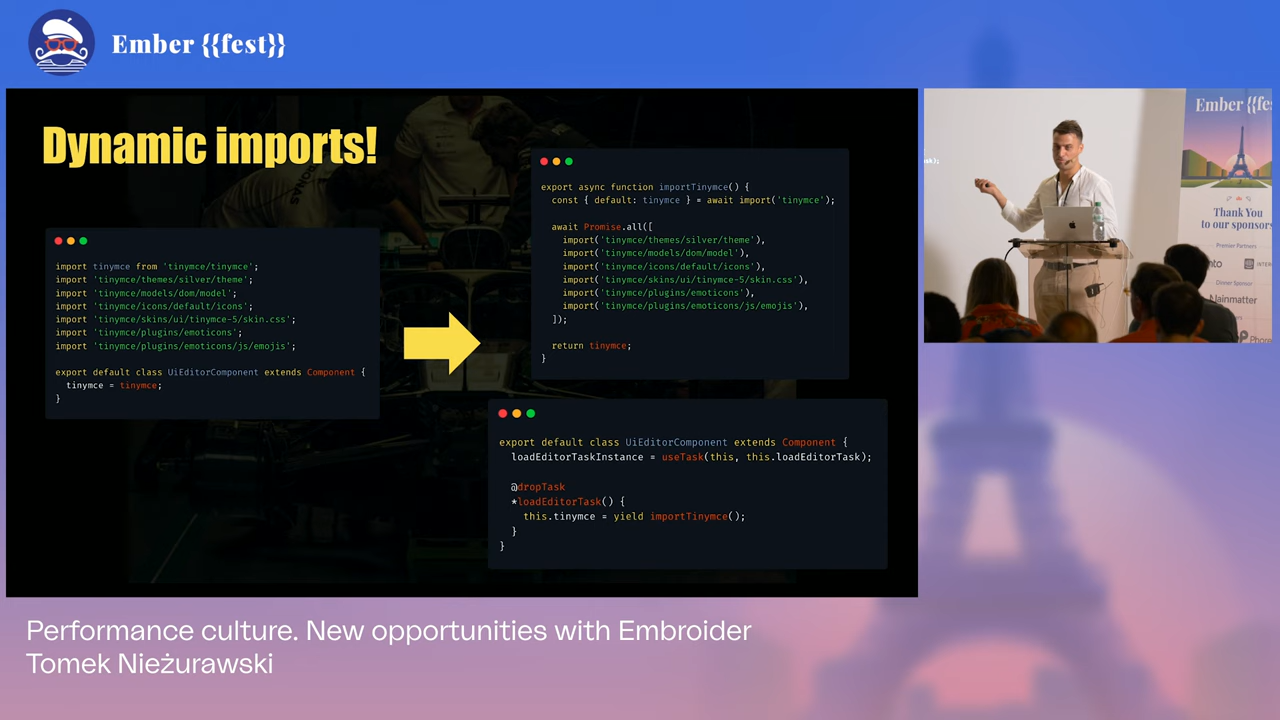 Ember {{fest}}
Dynamic imports!
import tinymce from 'tinymce/tinymce';
import 'tinymce/themes/silver/theme';
import 'tinymce/models/dom/model';
import 'tinymce/icons/default/icons';
import 'tinymce/skins/ui/tinymce-5/skin.css';
import 'tinymce/plugins/emoticons';
import 'tinymce/plugins/emoticons/js/emojis';
export default class UiEditorComponent extends Component {
tinymce = tinymce;
}
export async function importTinymce() {
const { default: tinymce } = await import('tinymce');
await Promise.all([
import('tinymce/themes/silver/theme'),
import('tinymce/models/dom/model'),
import('tinymce/icons/default/icons'),
import('tinymce/skins/ui/tinymce-5/skin.css'),
import('tinymce/plugins/emoticons'),
import('tinymce/plugins/emoticons/js/emojis'),
]);
return tinymce;
}
export default class UiEditorComponent extends Component {
loadEditorTaskInstance = useTask(this, this.loadEditorTask);
@dropTask
*loadEditorTask() {
this.tinymce = yield importTinymce();
}
}
Ember {{fes
Thank You
to our sponsors
Premier Partners
Dinner Sponsor
Mainmatter
Performance culture. New opportunities with Embroider
Tomek Nieżurawski